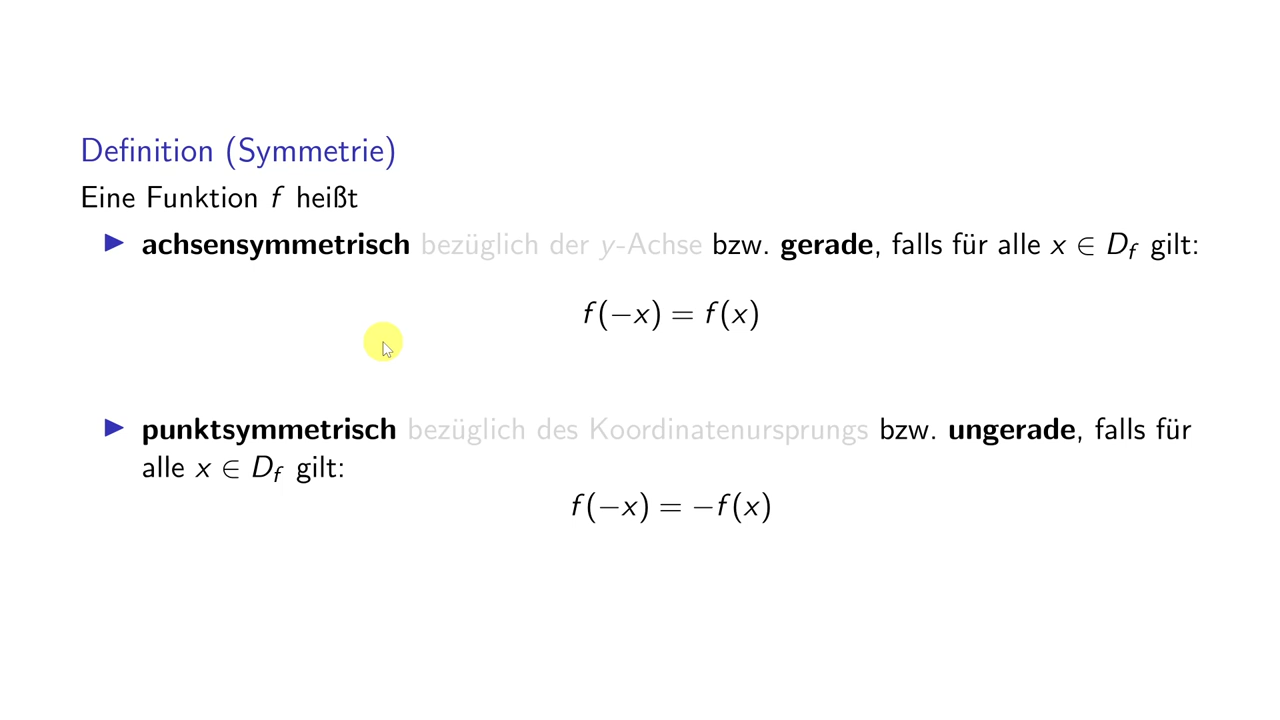 Definition (Symmetrie)
Eine Funktion f heißt
▶ achsensymmetrisch bezüglich der y-Achse bzw. gerade, falls für alle x ∈ D_f gilt:
f(−x) = f(x)
▶ punktsymmetrisch bezüglich des Koordinatenursprungs bzw. ungerade, falls für
alle x ∈ D_f gilt:
f(−x) = −f(x)